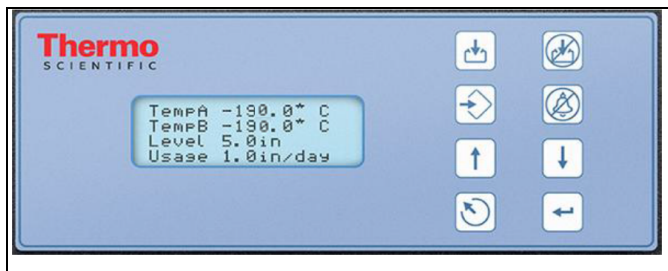 Thermo
SCIENTIFIC
TempA -190.0° C
TempB -190.0° C
Level 5.0in
Usage 1.0in/day